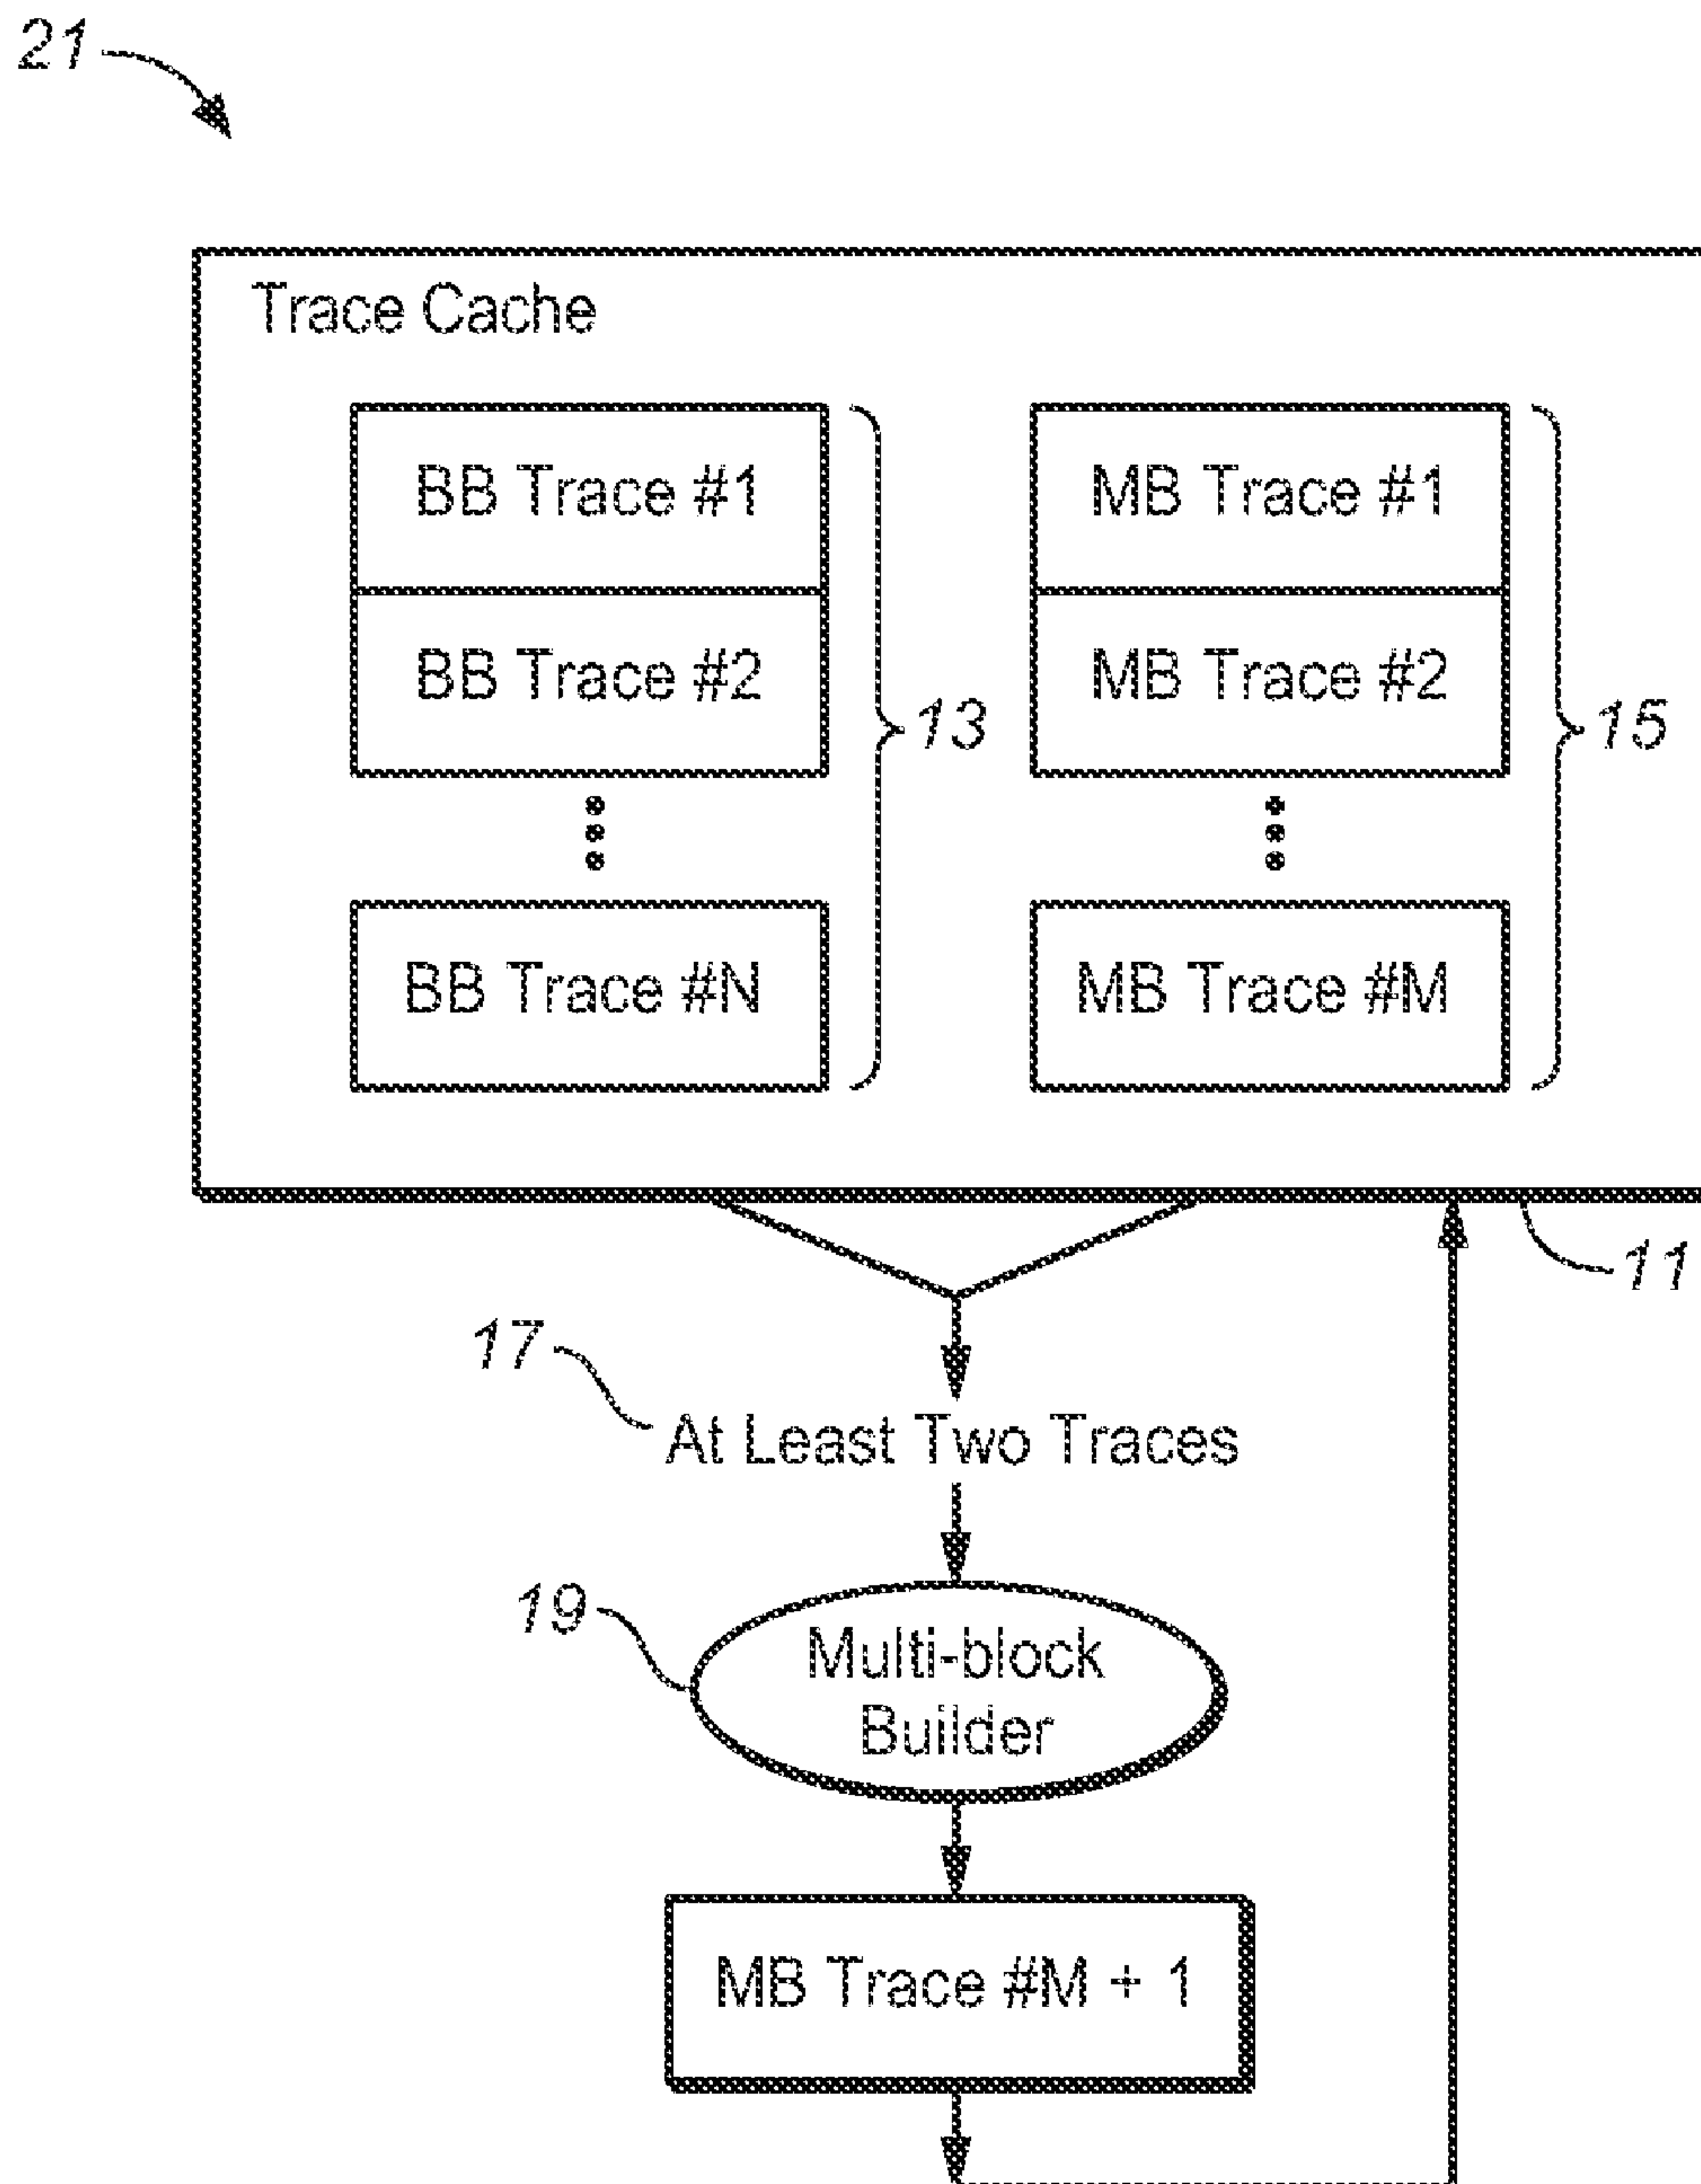 21
Trace Cache
BB Trace #1
MB Trace #1
BB Trace #2
MB Trace #2
13
15
BB Trace #N
MB Trace #M
11
17
At Least Two Traces
19
Multi-block
Builder
MB Trace #M + 1